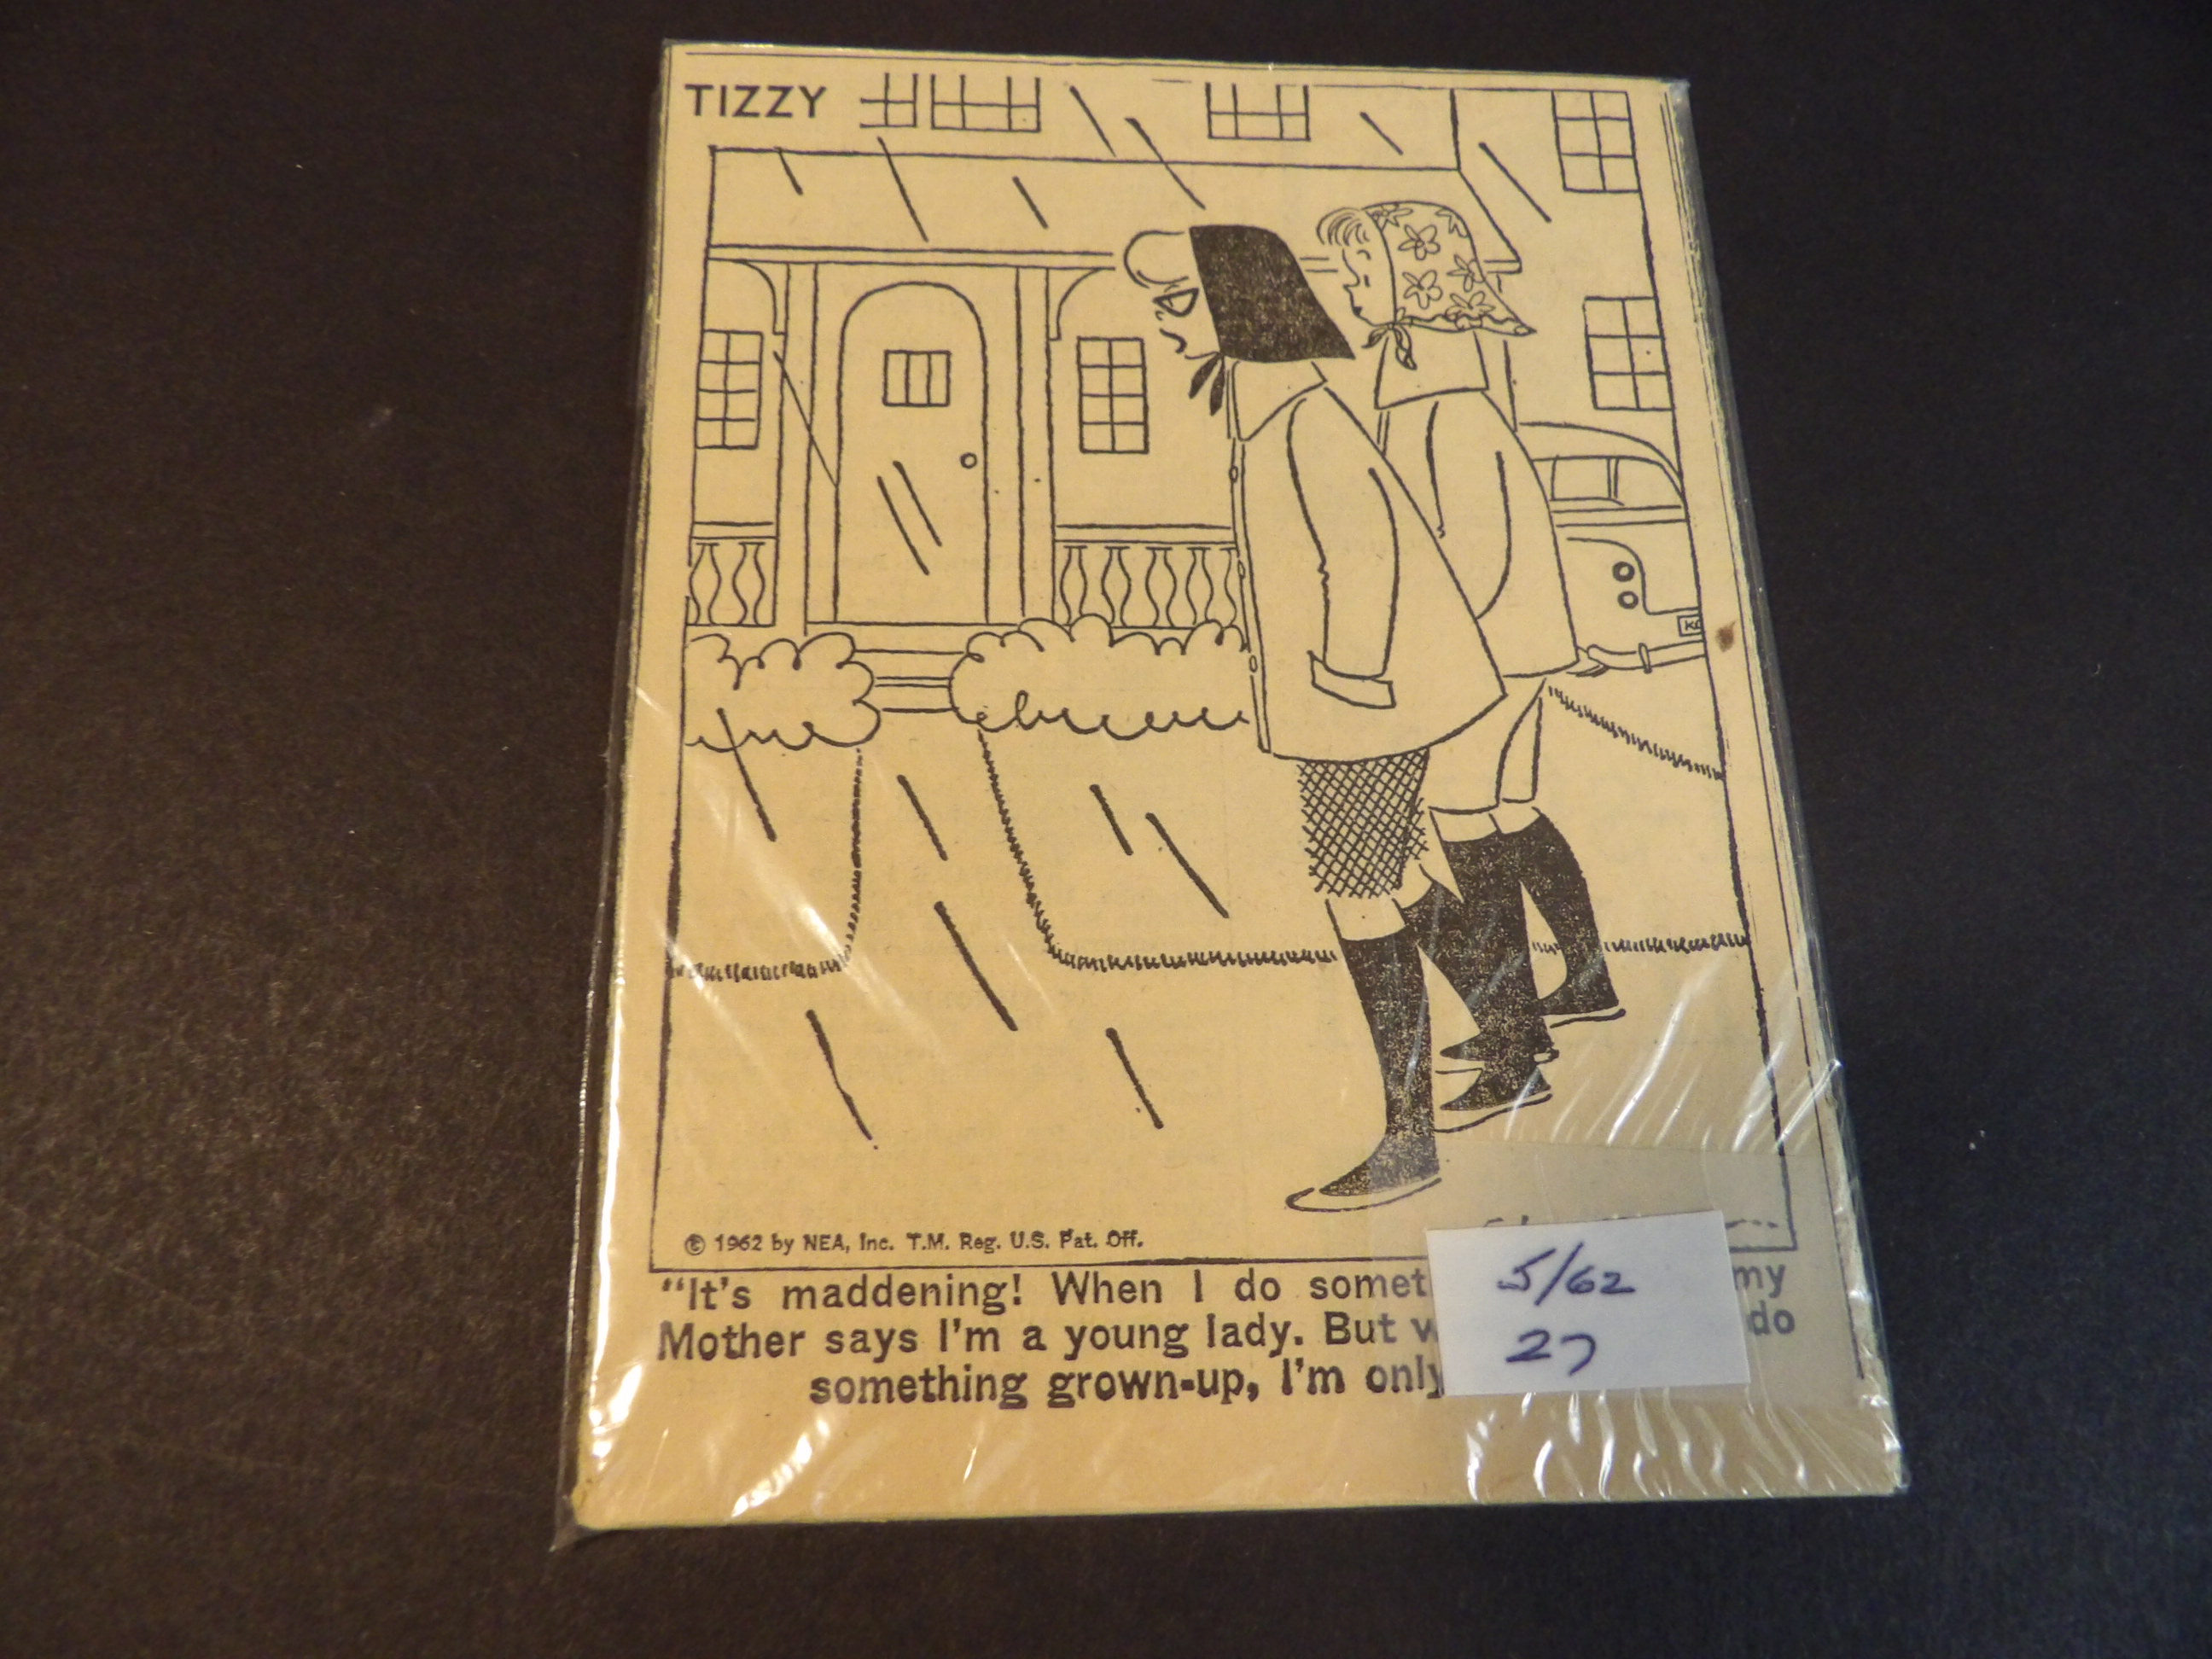 TIZZY
© 1962 by NEA, Inc. T.M. Reg. U.S. Pat. Off.
"It's maddening! When I do somet my
Mother says I'm a young lady. But w do
something grown-up, I'm only
5/62
27